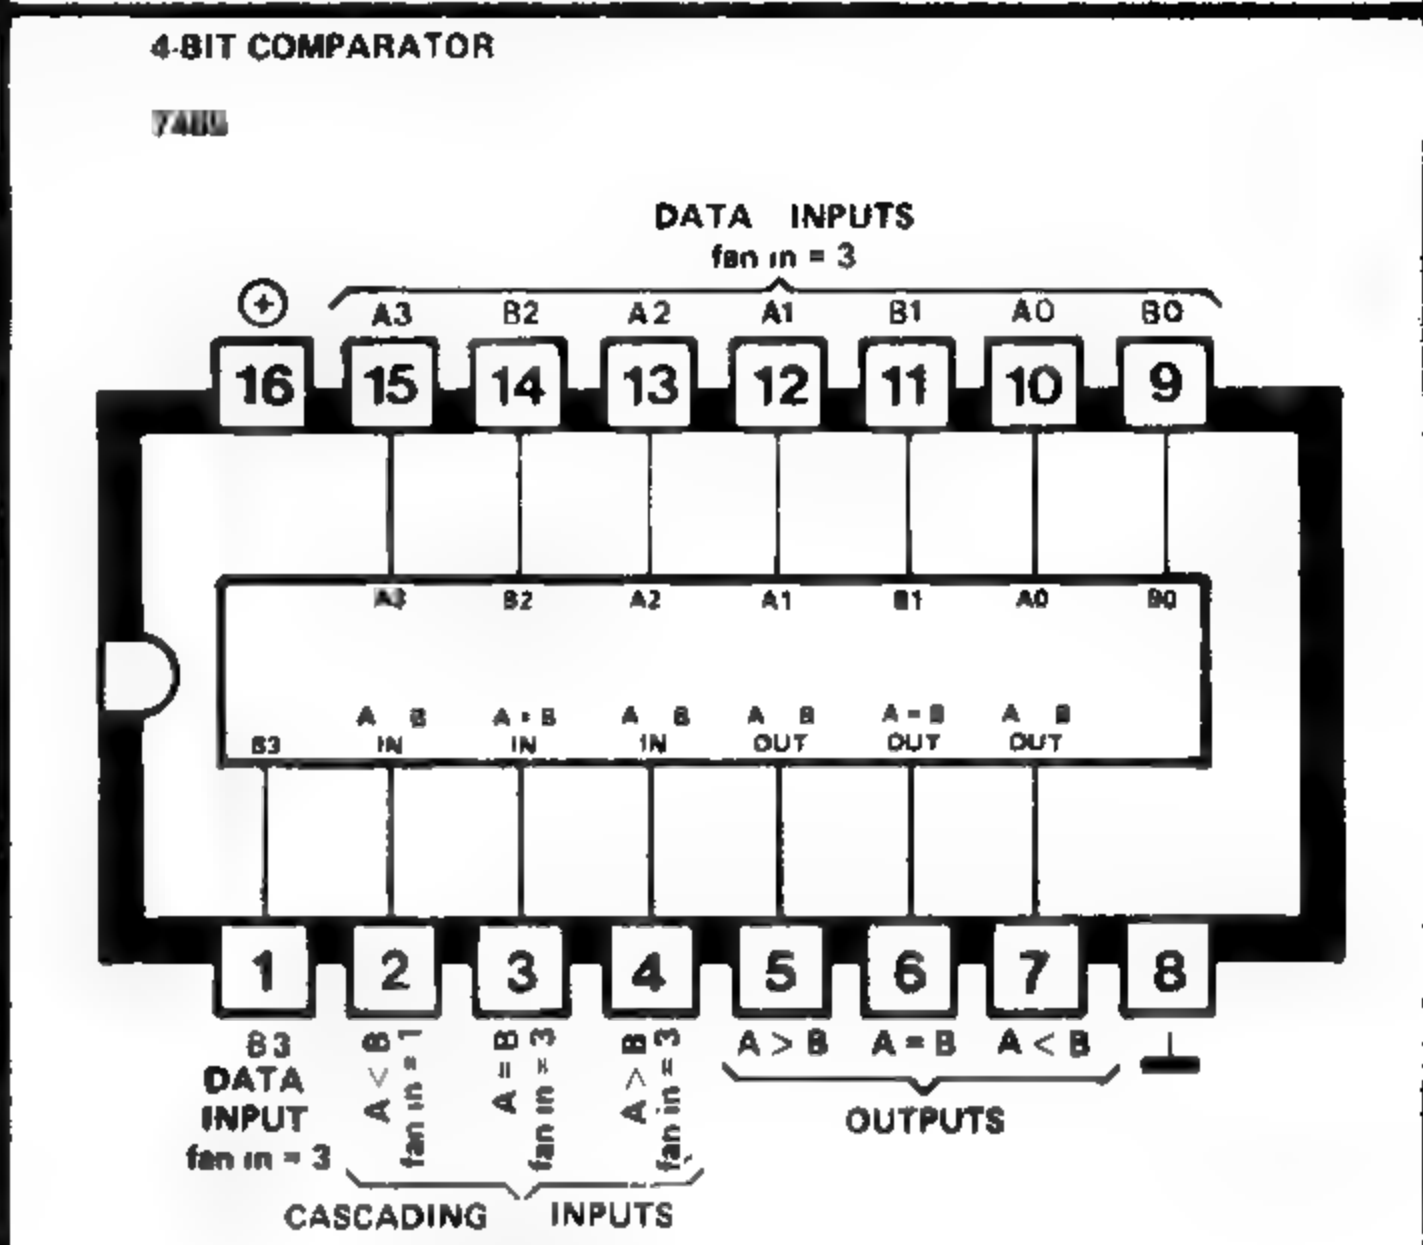 4-BIT COMPARATOR
7485
DATA INPUTS
fan in = 3
A3 B2 A2 A1 B1 A0 B0
16 15 14 13 12 11 10 9
A3 B2 A2 A1 B1 A0 B0
A B A = B A B A B A = B A B
B3 IN IN IN OUT OUT OUT
1 2 3 4 5 6 7 8
B3
DATA
INPUT
fan in = 3
A < B
fan in = 1
A = B
fan in = 3
A > B
fan in = 3
A > B A = B A < B
OUTPUTS
CASCADING INPUTS